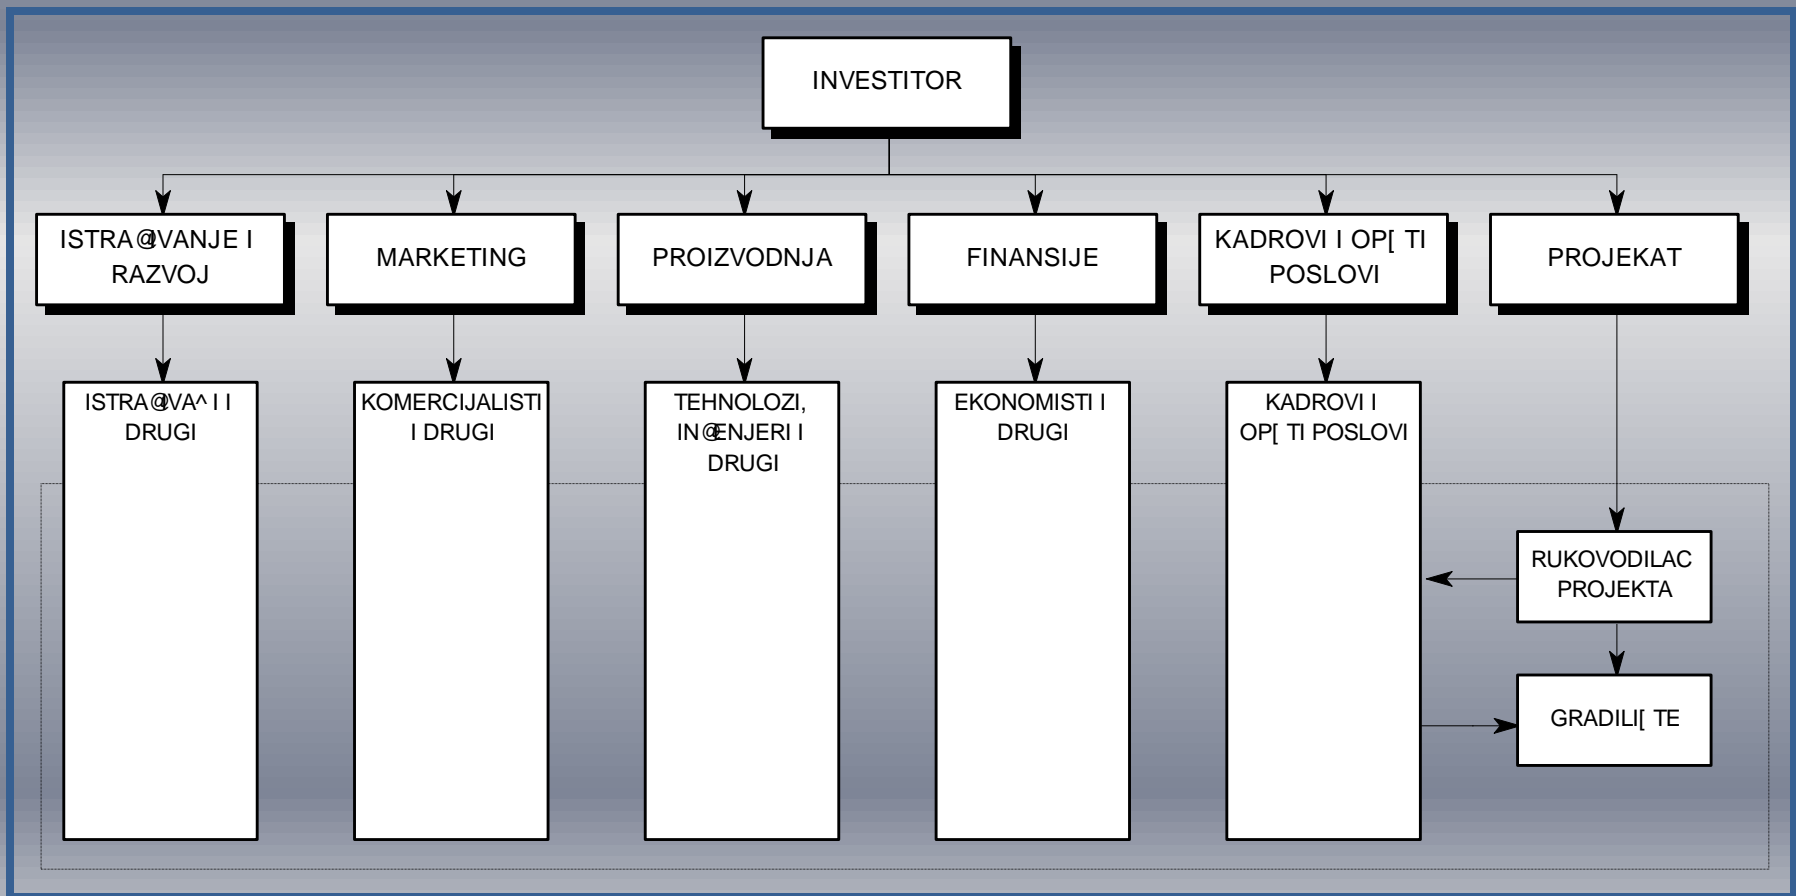 INVESTITOR
ISTRA@VANJE I
RAZVOJ
MARKETING
PROIZVODNJA
FINANSIJE
KADROVI I OP[ TI
POSLOVI
PROJEKAT
ISTRA@VA^ I I
DRUGI
KOMERCIJALISTI
I DRUGI
TEHNOLOZI,
IN@ENJERI I
DRUGI
EKONOMISTI I
DRUGI
KADROVI I
OP[ TI POSLOVI
RUKOVODILAC
PROJEKTA
GRADILI[ TE